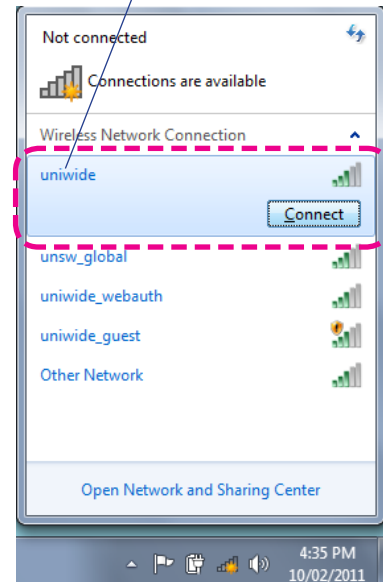 Not connected
Connections are available
Wireless Network Connection
uniwide
Connect
unsw_global
uniwide_webauth
uniwide_guest
Other Network
Open Network and Sharing Center
4:35 PM
10/02/2011